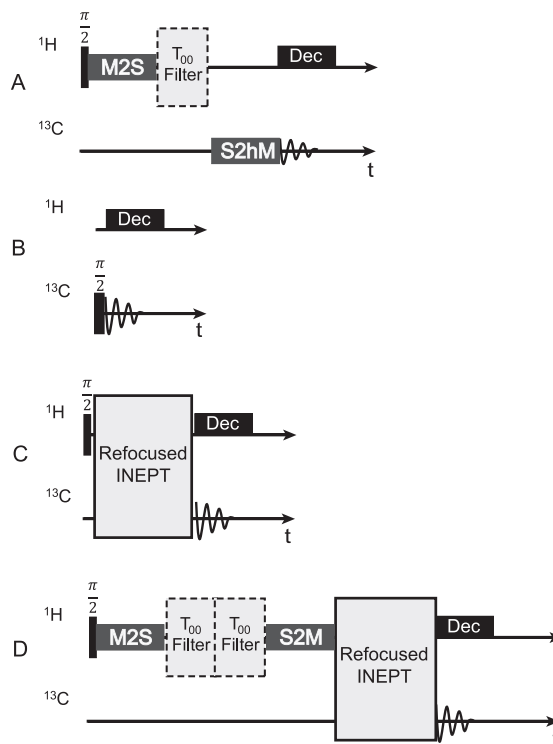 π/2
¹H
M2S
T₀₀
Filter
Dec
A
¹³C
S2hM
t
¹H
Dec
B
π/2
¹³C
t
π/2
¹H
Dec
C
Refocused
INEPT
¹³C
t
π/2
¹H
M2S
T₀₀
Filter
T₀₀
Filter
S2M
Dec
D
Refocused
INEPT
¹³C